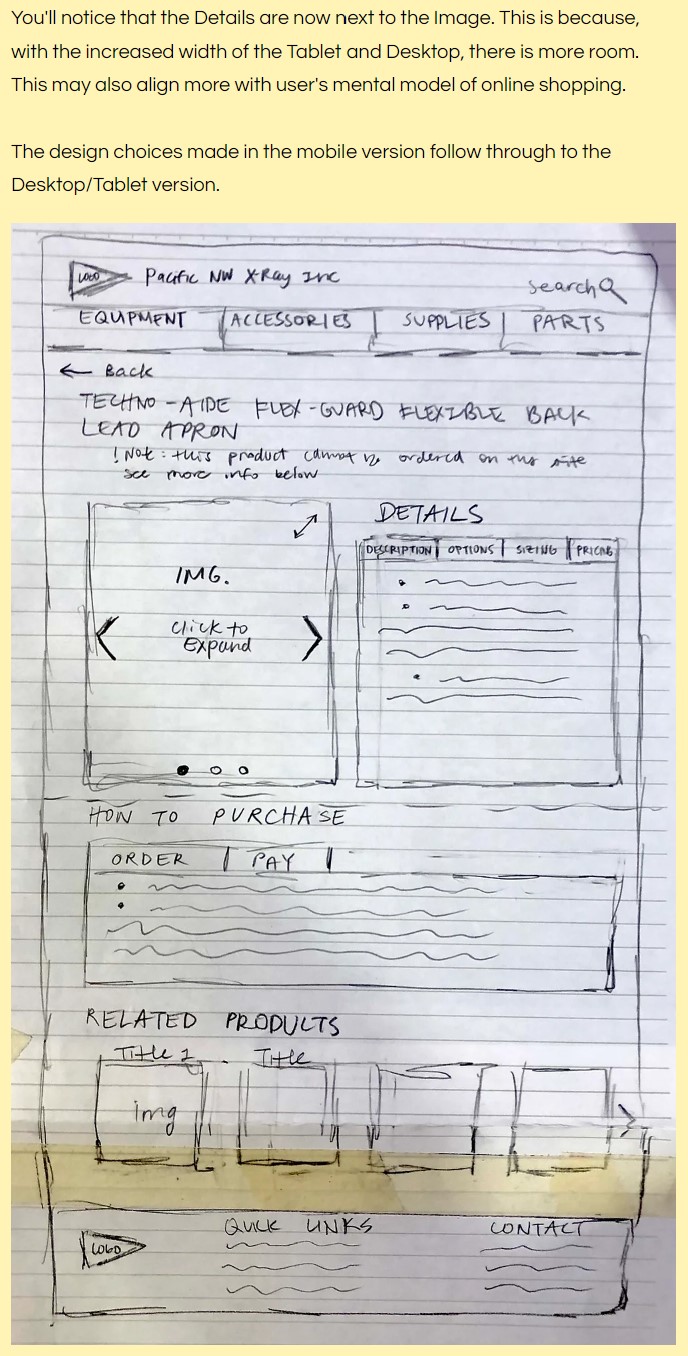 You'll notice that the Details are now next to the Image. This is because,
with the increased width of the Tablet and Desktop, there is more room.
This may also align more with user's mental model of online shopping.
The design choices made in the mobile version follow through to the
Desktop/Tablet version.
LOGO Pacific NW X-Ray Inc
search
EQUIPMENT ACCESSORIES SUPPLIES PARTS
← Back
TECHNO-AIDE FLEX-GUARD FLEXIBLE BACK
LEAD APRON
! Note: this product cannot be ordered on this site
see more info below
DETAILS
DESCRIPTION OPTIONS SIZING PRICING
IMG.
Click to
Expand
HOW TO PURCHASE
ORDER PAY
RELATED PRODUCTS
Title 1 Title
img
QUICK LINKS CONTACT
LOGO